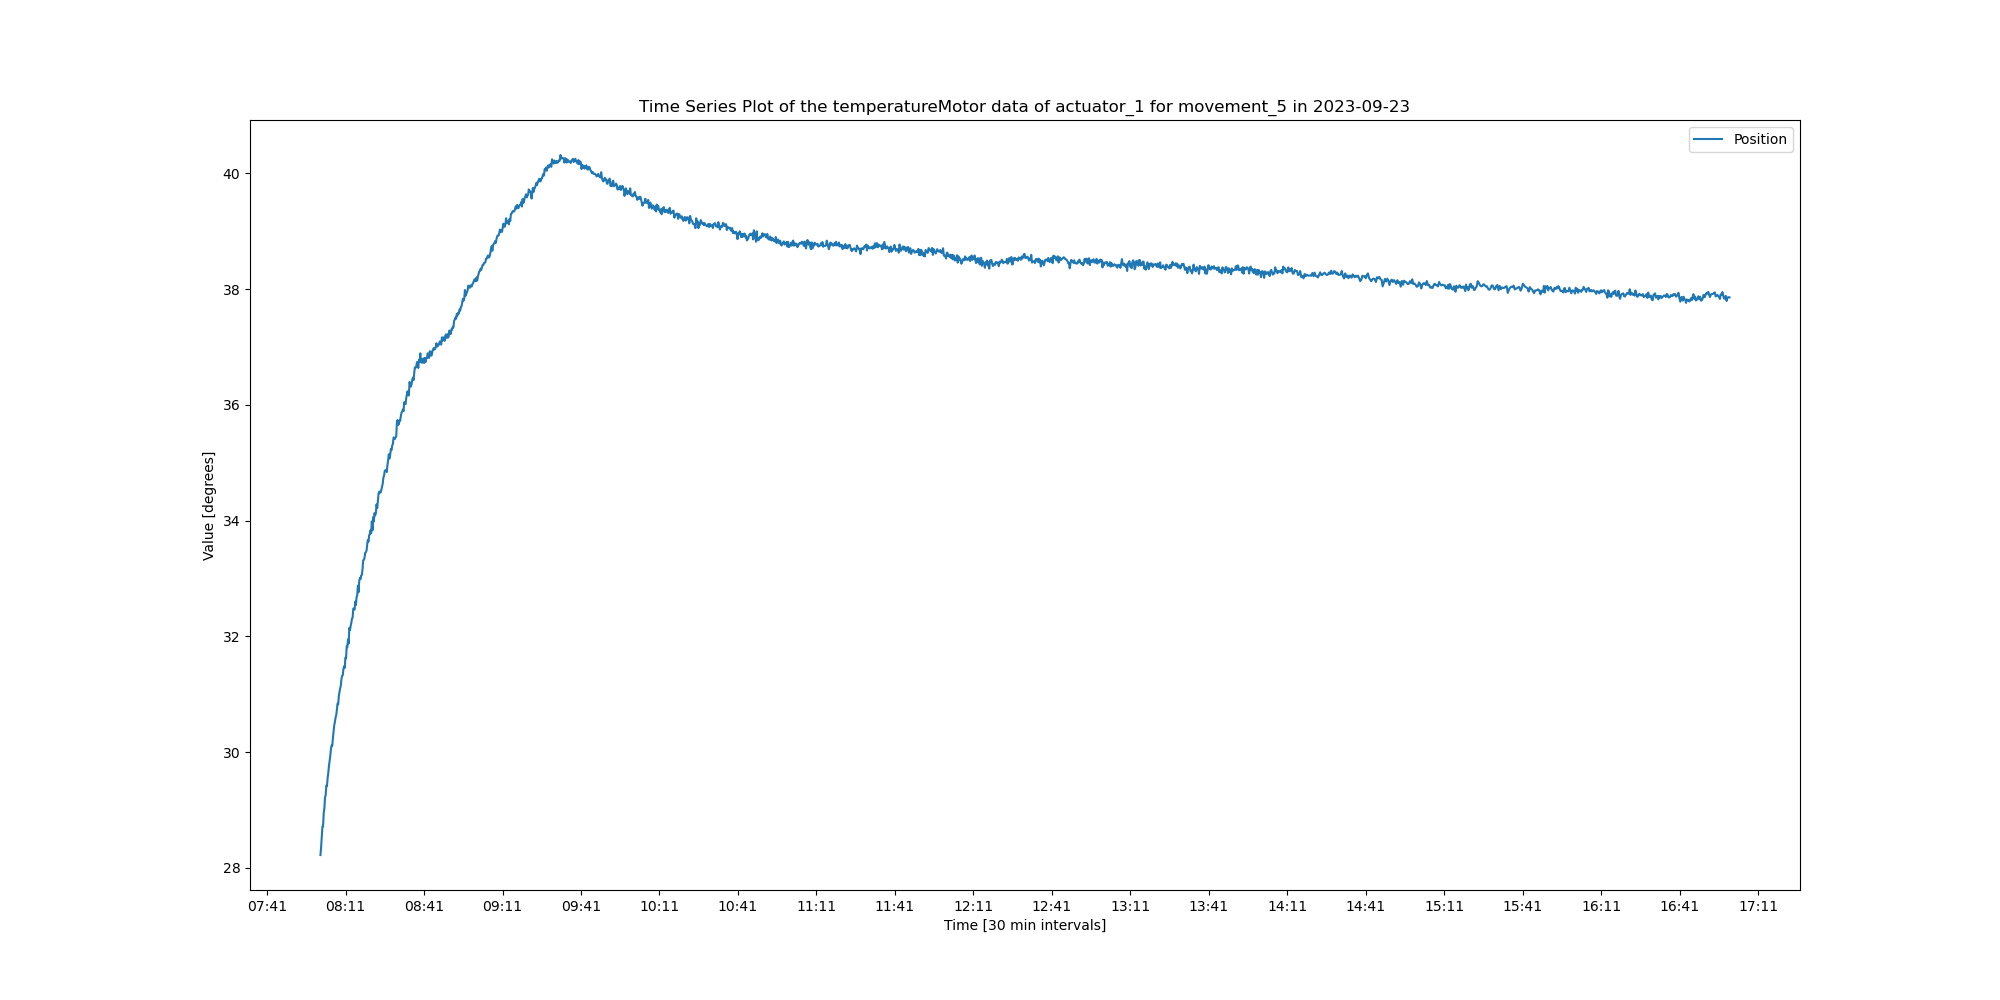 Time Series Plot of the temperatureMotor data of actuator_1 for movement_5 in 2023-09-23
Position
40
38
36
34
32
30
28
Value [degrees]
07:41 08:11 08:41 09:11 09:41 10:11 10:41 11:11 11:41 12:11 12:41 13:11 13:41 14:11 14:41 15:11 15:41 16:11 16:41 17:11
Time [30 min intervals]